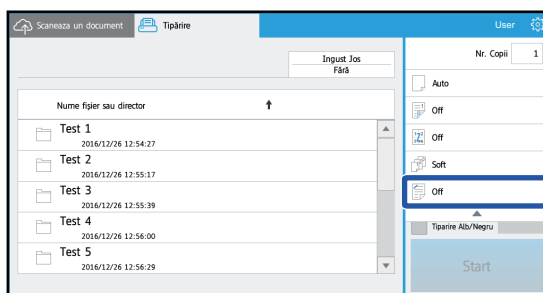 Scaneaza un document
Tipărire
User
Ingust Jos
Fără
Nr. Copii 1
Nume fișier sau director
Test 1
2016/12/26 12:54:27
Test 2
2016/12/26 12:55:17
Test 3
2016/12/26 12:55:39
Test 4
2016/12/26 12:56:00
Test 5
2016/12/26 12:56:29
Auto
Off
Off
Soft
Off
Tiparire Alb/Negru
Start